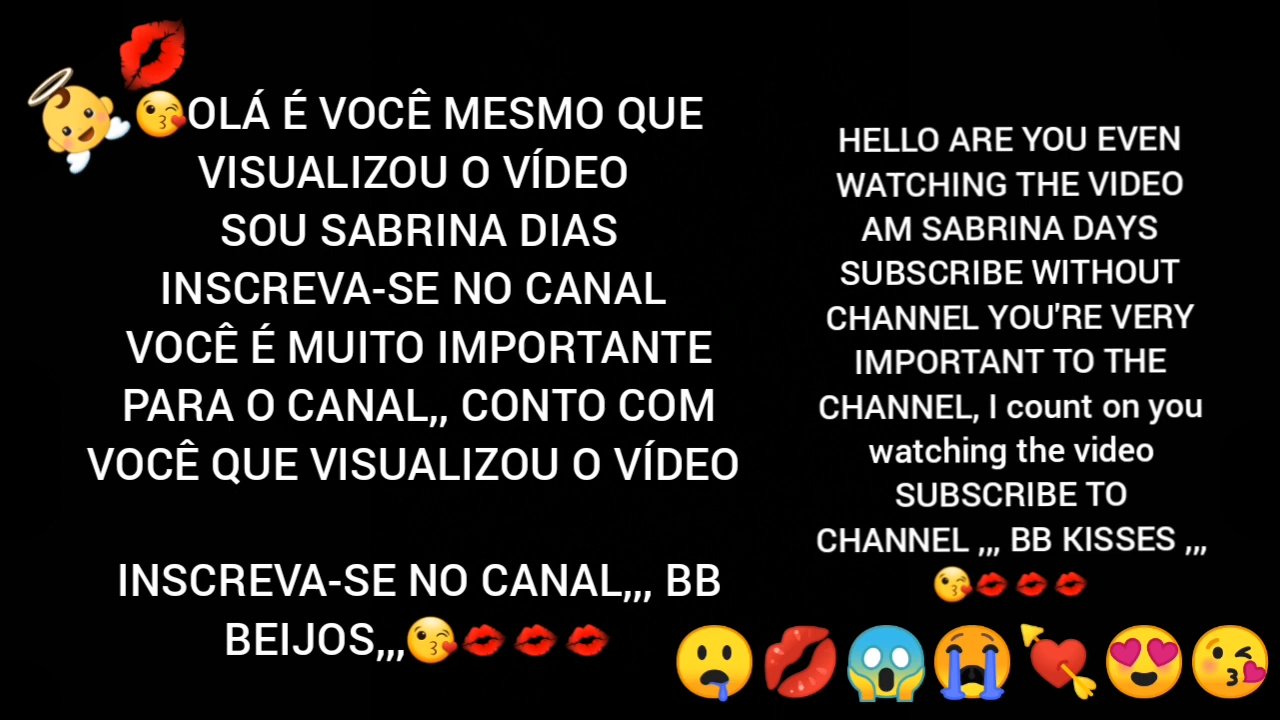 OLÁ É VOCÊ MESMO QUE
VISUALIZOU O VÍDEO
SOU SABRINA DIAS
INSCREVA-SE NO CANAL
VOCÊ É MUITO IMPORTANTE
PARA O CANAL,, CONTO COM
VOCÊ QUE VISUALIZOU O VÍDEO
INSCREVA-SE NO CANAL,,, BB
BEIJOS,,,
HELLO ARE YOU EVEN
WATCHING THE VIDEO
AM SABRINA DAYS
SUBSCRIBE WITHOUT
CHANNEL YOU'RE VERY
IMPORTANT TO THE
CHANNEL, I count on you
watching the video
SUBSCRIBE TO
CHANNEL ,,, BB KISSES ,,,